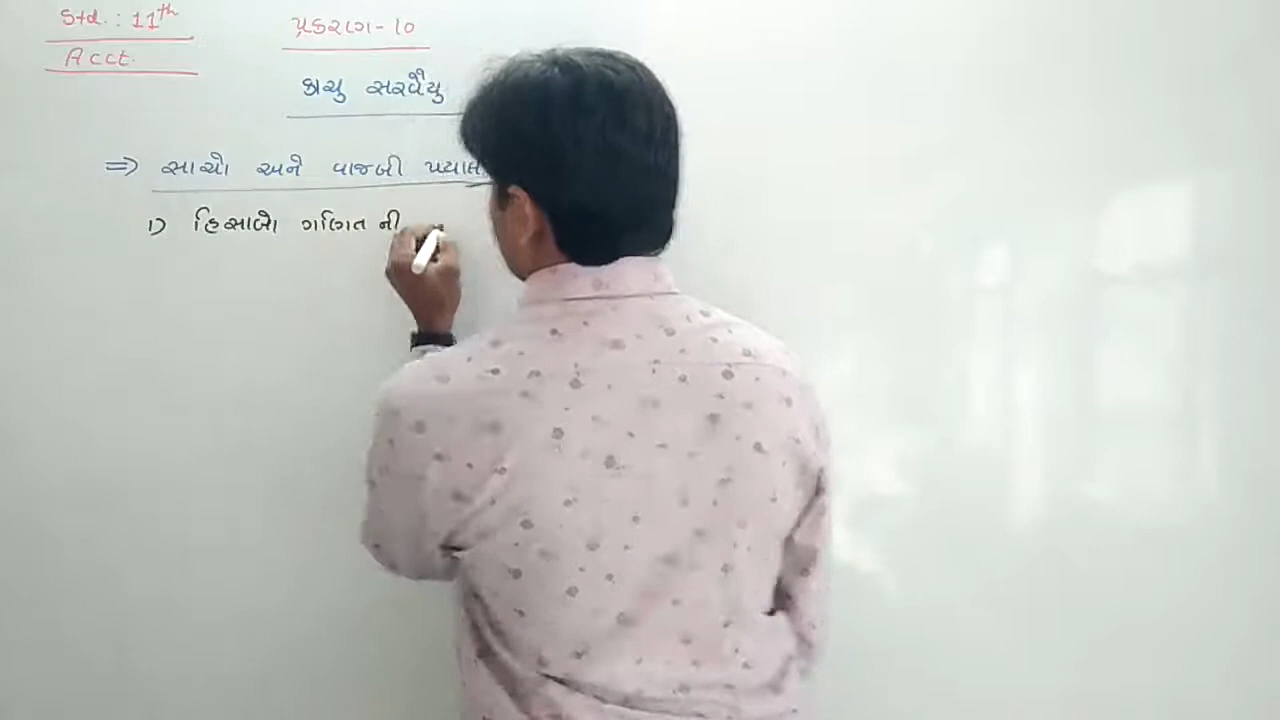 Std. : 11th
પ્રકરણ - 10
Acct.
કાચુ સરવૈયુ
⇒ સાચો અને વાજબી
1) હિસાબો ગણિત ની